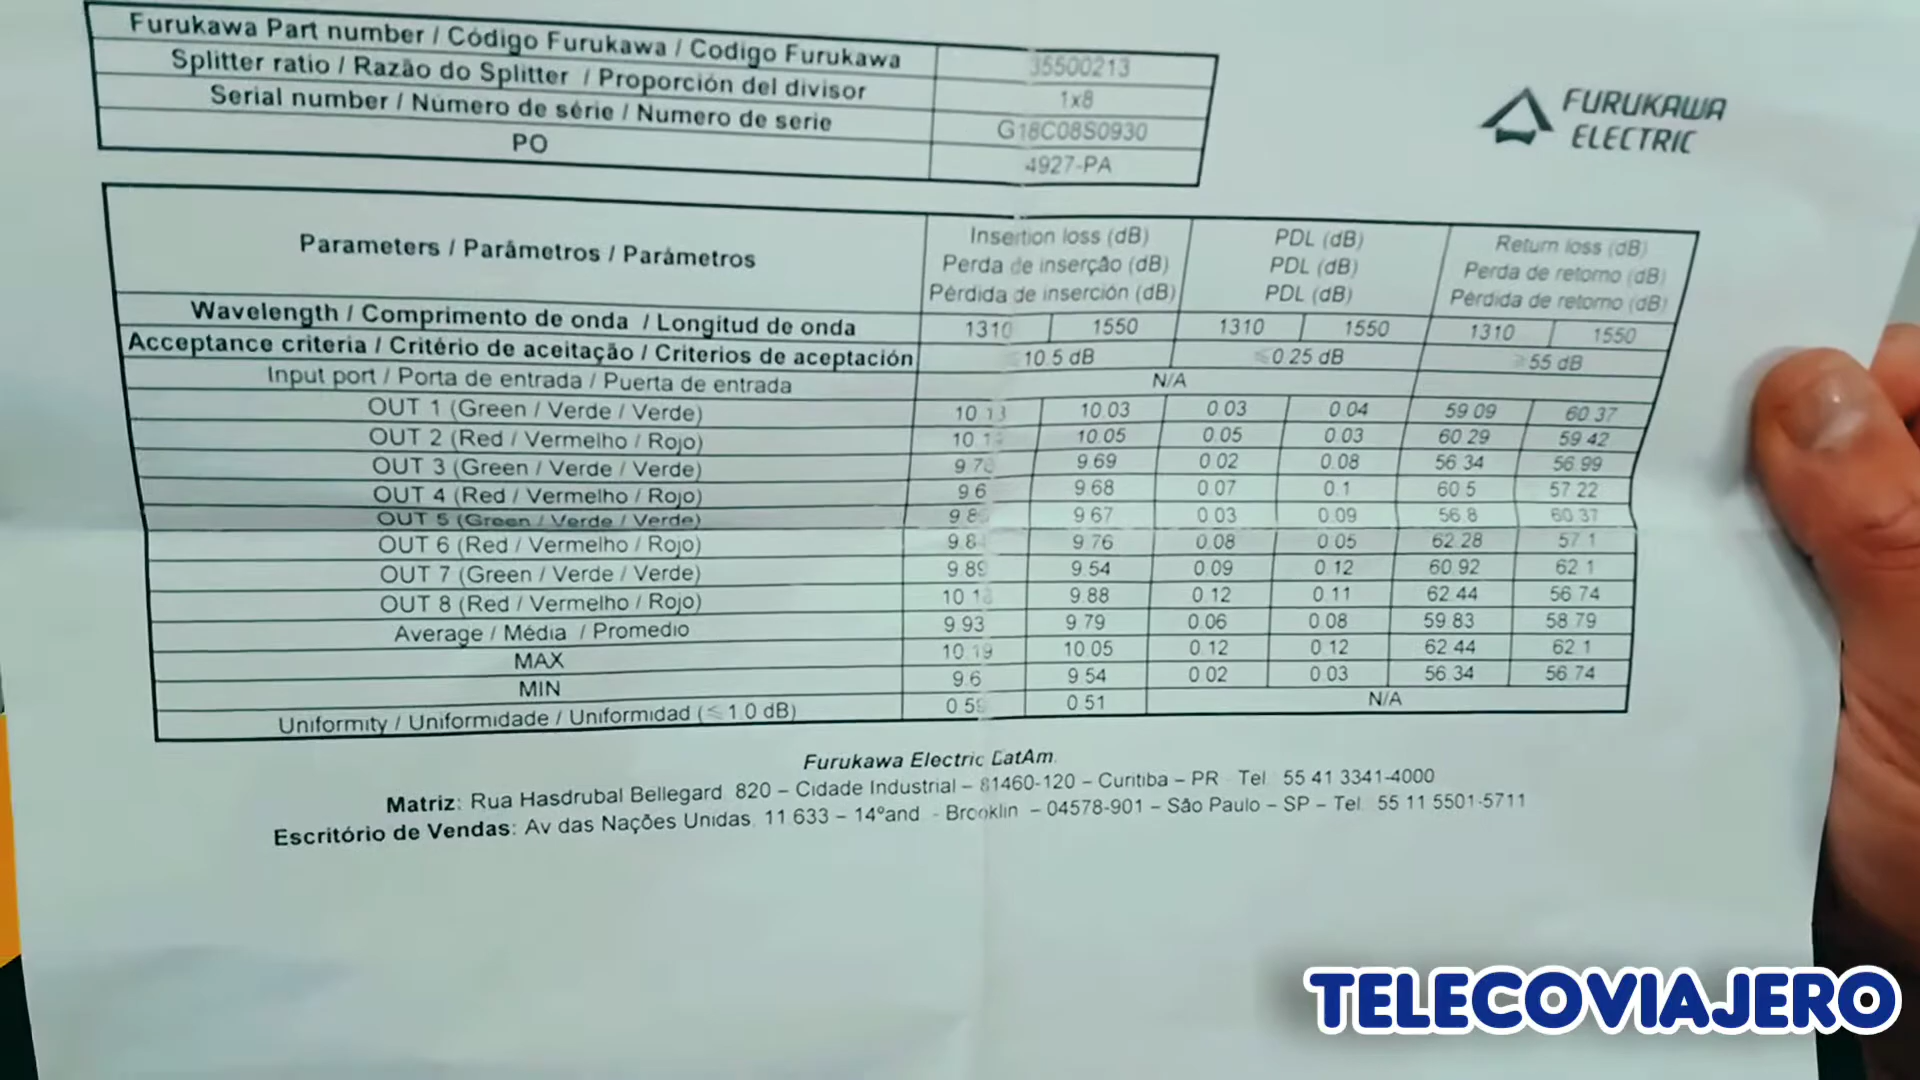 Furukawa Part number / Código Furukawa / Codigo Furukawa 35500213
Splitter ratio / Razão do Splitter / Proporción del divisor 1x8
Serial number / Número de série / Numero de serie G18C08S0930
PO 4927-PA
FURUKAWA
ELECTRIC
Parameters / Parâmetros / Parámetros
Insertion loss (dB) PDL (dB) Return loss (dB)
Perda de inserção (dB) PDL (dB) Perda de retorno (dB)
Pérdida de inserción (dB) PDL (dB) Pérdida de retorno (dB)
Wavelength / Comprimento de onda / Longitud de onda 1310 1550 1310 1550 1310 1550
Acceptance criteria / Critério de aceitação / Criterios de aceptación 10.5 dB ≤0.25 dB ≥55 dB
Input port / Porta de entrada / Puerta de entrada N/A
OUT 1 (Green / Verde / Verde) 10.03 0.03 0.04 59.09 60.37
OUT 2 (Red / Vermelho / Rojo) 10.05 0.05 0.03 60.29 59.42
OUT 3 (Green / Verde / Verde) 9.69 0.02 0.08 56.34 56.99
OUT 4 (Red / Vermelho / Rojo) 9.6 9.68 0.07 0.1 60.5 57.22
OUT 5 (Green / Verde / Verde) 9.67 0.03 0.09 56.8 60.37
OUT 6 (Red / Vermelho / Rojo) 9.76 0.08 0.05 62.28 57.1
OUT 7 (Green / Verde / Verde) 9.89 9.54 0.09 0.12 60.92 62.1
OUT 8 (Red / Vermelho / Rojo) 9.88 0.12 0.11 62.44 56.74
Average / Média / Promedio 9.93 9.79 0.06 0.08 59.83 58.79
MAX 10.19 10.05 0.12 0.12 62.44 62.1
MIN 9.6 9.54 0.02 0.03 56.34 56.74
Uniformity / Uniformidade / Uniformidad (≤ 1.0 dB) 0.59 0.51 N/A
Furukawa Electric LatAm
Matriz: Rua Hasdrubal Bellegard, 820 – Cidade Industrial – 81460-120 – Curitiba – PR - Tel. 55 41 3341-4000
Escritório de Vendas: Av das Nações Unidas, 11.633 – 14ºand. - Brooklin – 04578-901 – São Paulo – SP – Tel. 55 11 5501-5711
TELECOVIAJERO